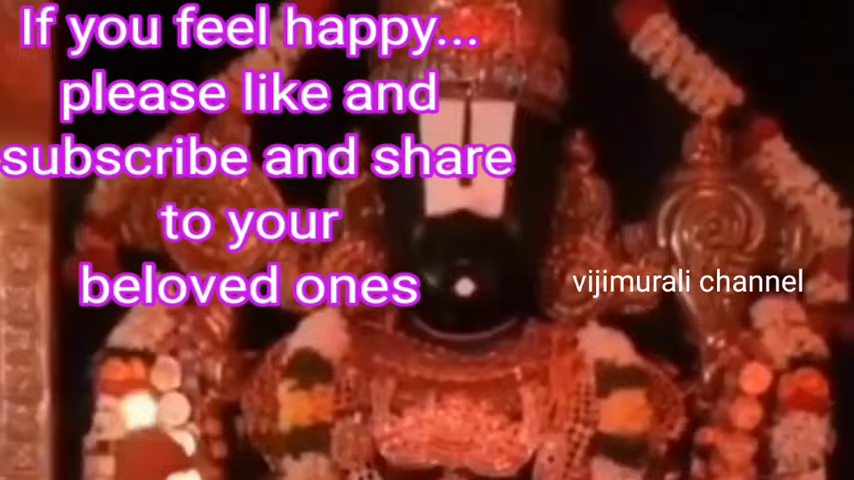 If you feel happy...
please like and
subscribe and share
to your
beloved ones
vijimurali channel